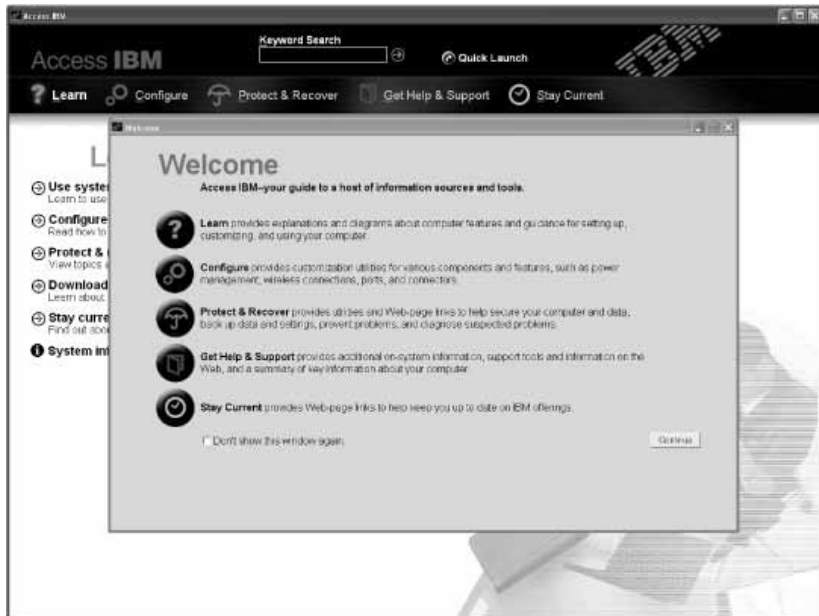 Access IBM
Keyword Search
Access IBM
Quick Launch
IBM
Learn
Configure
Protect & Recover
Get Help & Support
Stay Current
Welcome
Welcome
Access IBM--your guide to a host of information sources and tools.
Learn provides explanations and diagrams about computer features and guidance for setting up,
customizing, and using your computer.
Configure provides customization utilities for various components and features, such as power
management, wireless connections, ports, and connectors.
Protect & Recover provides utilities and Web-page links to help secure your computer and data,
back up data and settings, prevent problems, and diagnose suspected problems.
Get Help & Support provides additional on-system information, support tools and information on the
Web, and a summary of key information about your computer.
Stay Current provides Web-page links to help keep you up to date on IBM offerings.
Don't show this window again.
Continue
L
Use syste
Learn to use
Configure
Read how to
Protect &
View topics
Download
Learn about
Stay curre
Find out abou
System inf